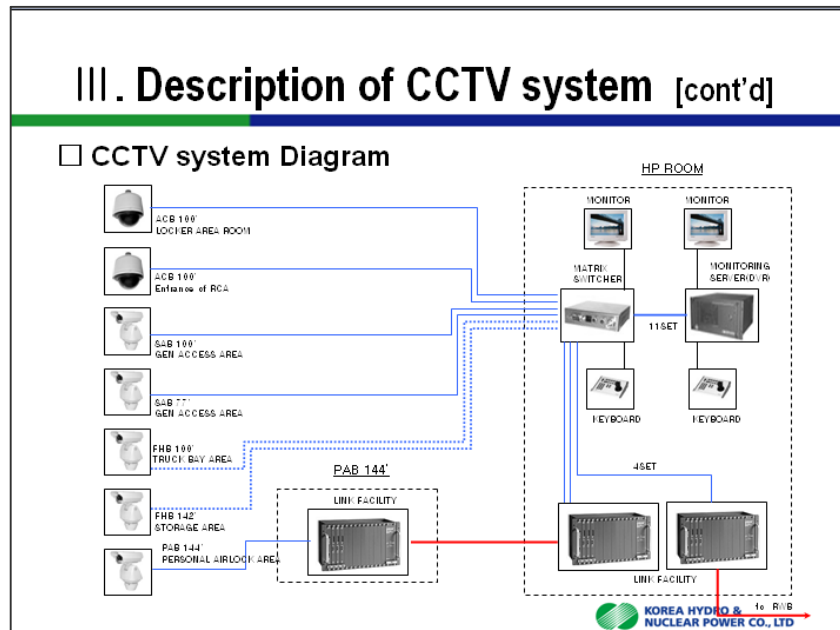 III. Description of CCTV system [cont'd]
□ CCTV system Diagram
HP ROOM
MONITOR
MONITOR
ACB 100'
LOCKER AREA ROOM
MATRIX
SWITCHER
MONITORING
SERVER(DVR)
ACB 100'
Entrance of RCA
11SET
SAB 100'
GEN ACCESS AREA
SAB 77'
GEN ACCESS AREA
KEYBOARD
KEYBOARD
FHB 100'
TRUCK BAY AREA
PAB 144'
4SET
LINK FACILITY
FHB 142'
STORAGE AREA
PAB 144'
PERSONAL AIRLOCK AREA
LINK FACILITY
to RWB
KOREA HYDRO &
NUCLEAR POWER CO., LTD